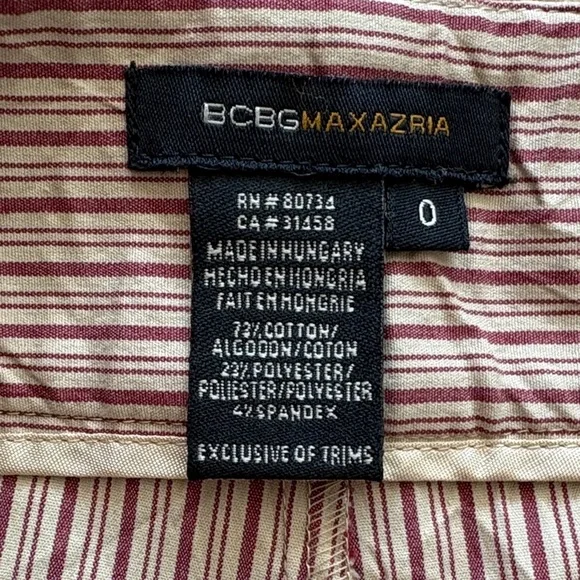 BCBGMAXAZRIA
RN # 80734
CA # 31458
0
MADE IN HUNGARY
HECHO EN HONGRIA
FAIT EN HONGRIE
73% COTTON/
ALGODON/COTON
23% POLYESTER/
POLIESTER/POLYESTER
4% SPANDEX
EXCLUSIVE OF TRIMS